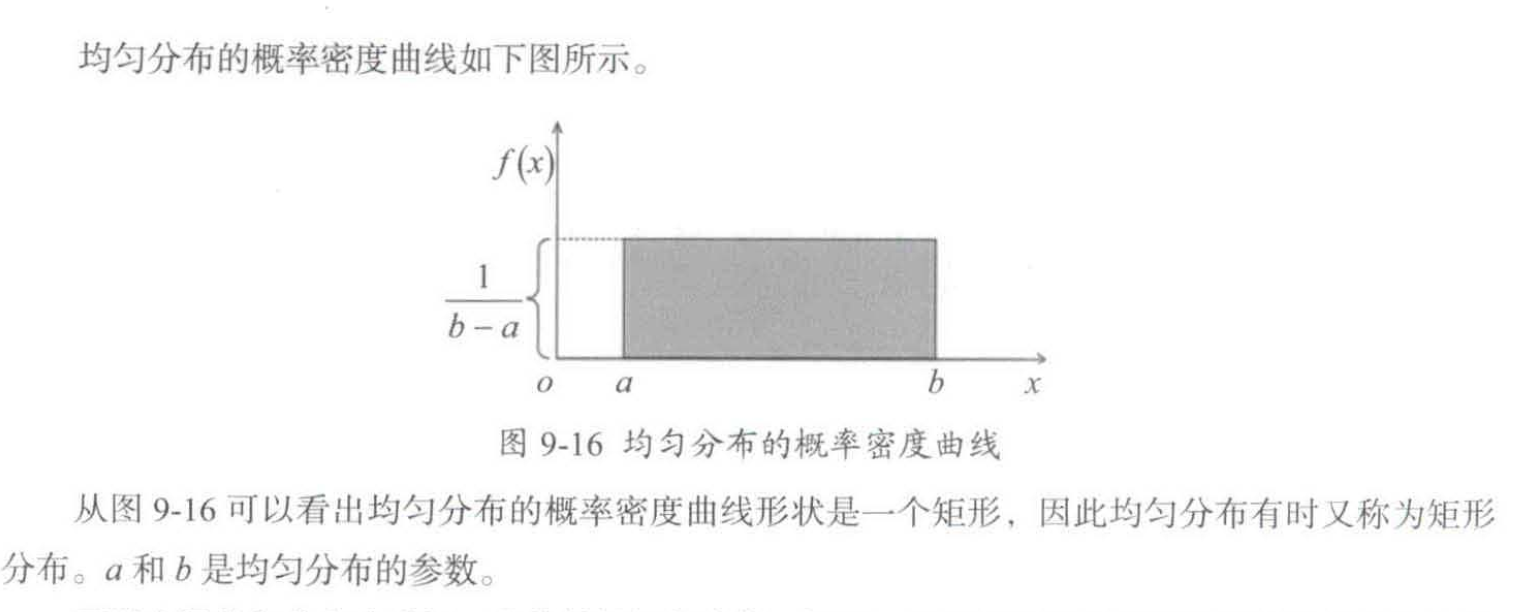 均匀分布的概率密度曲线如下图所示。
f(x)
1
b − a
o a b x
图 9-16 均匀分布的概率密度曲线
从图 9-16 可以看出均匀分布的概率密度曲线形状是一个矩形，因此均匀分布有时又称为矩形
分布。a 和 b 是均匀分布的参数。